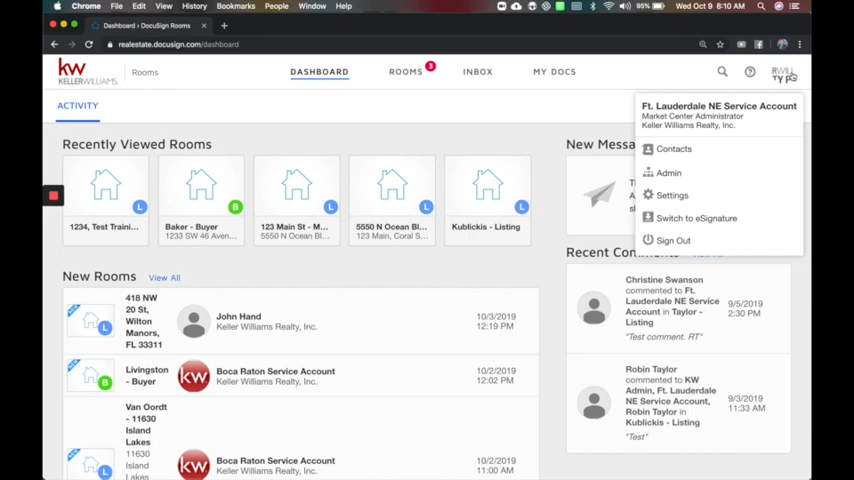 Chrome File Edit View History Bookmarks People Window Help
95% Wed Oct 9 8:10 AM
Dashboard > DocuSign Rooms
realestate.docusign.com/dashboard
kw
KELLERWILLIAMS.
Rooms
DASHBOARD
ROOMS 3
INBOX
MY DOCS
Ft. Lauderdale NE Service Account
Market Center Administrator
Keller Williams Realty, Inc.
Contacts
Admin
Settings
Switch to eSignature
Sign Out
ACTIVITY
Recently Viewed Rooms
L
1234, Test Traini...
B
Baker - Buyer
1233 SW 46 Aven...
L
123 Main St - M...
5550 N Ocean Bl...
L
5550 N Ocean Bl...
123 Main, Coral S...
L
Kublickis - Listing
New Rooms View All
L
418 NW
20 St,
Wilton
Manors,
FL 33311
John Hand
Keller Williams Realty, Inc.
10/3/2019
12:19 PM
B
Livingston
- Buyer
kw
Boca Raton Service Account
Keller Williams Realty, Inc.
10/2/2019
12:02 PM
L
Van Oordt
- 11630
Island
Lakes
11630
Island
kw
Boca Raton Service Account
Keller Williams Realty, Inc.
10/2/2019
11:00 AM
Christine Swanson
commented to Ft.
Lauderdale NE Service
Account in Taylor -
Listing
"Test comment. RT"
9/5/2019
2:30 PM
Robin Taylor
commented to KW
Admin, Ft. Lauderdale
NE Service Account,
Robin Taylor in
Kublickis - Listing
"Test"
9/3/2019
11:33 AM